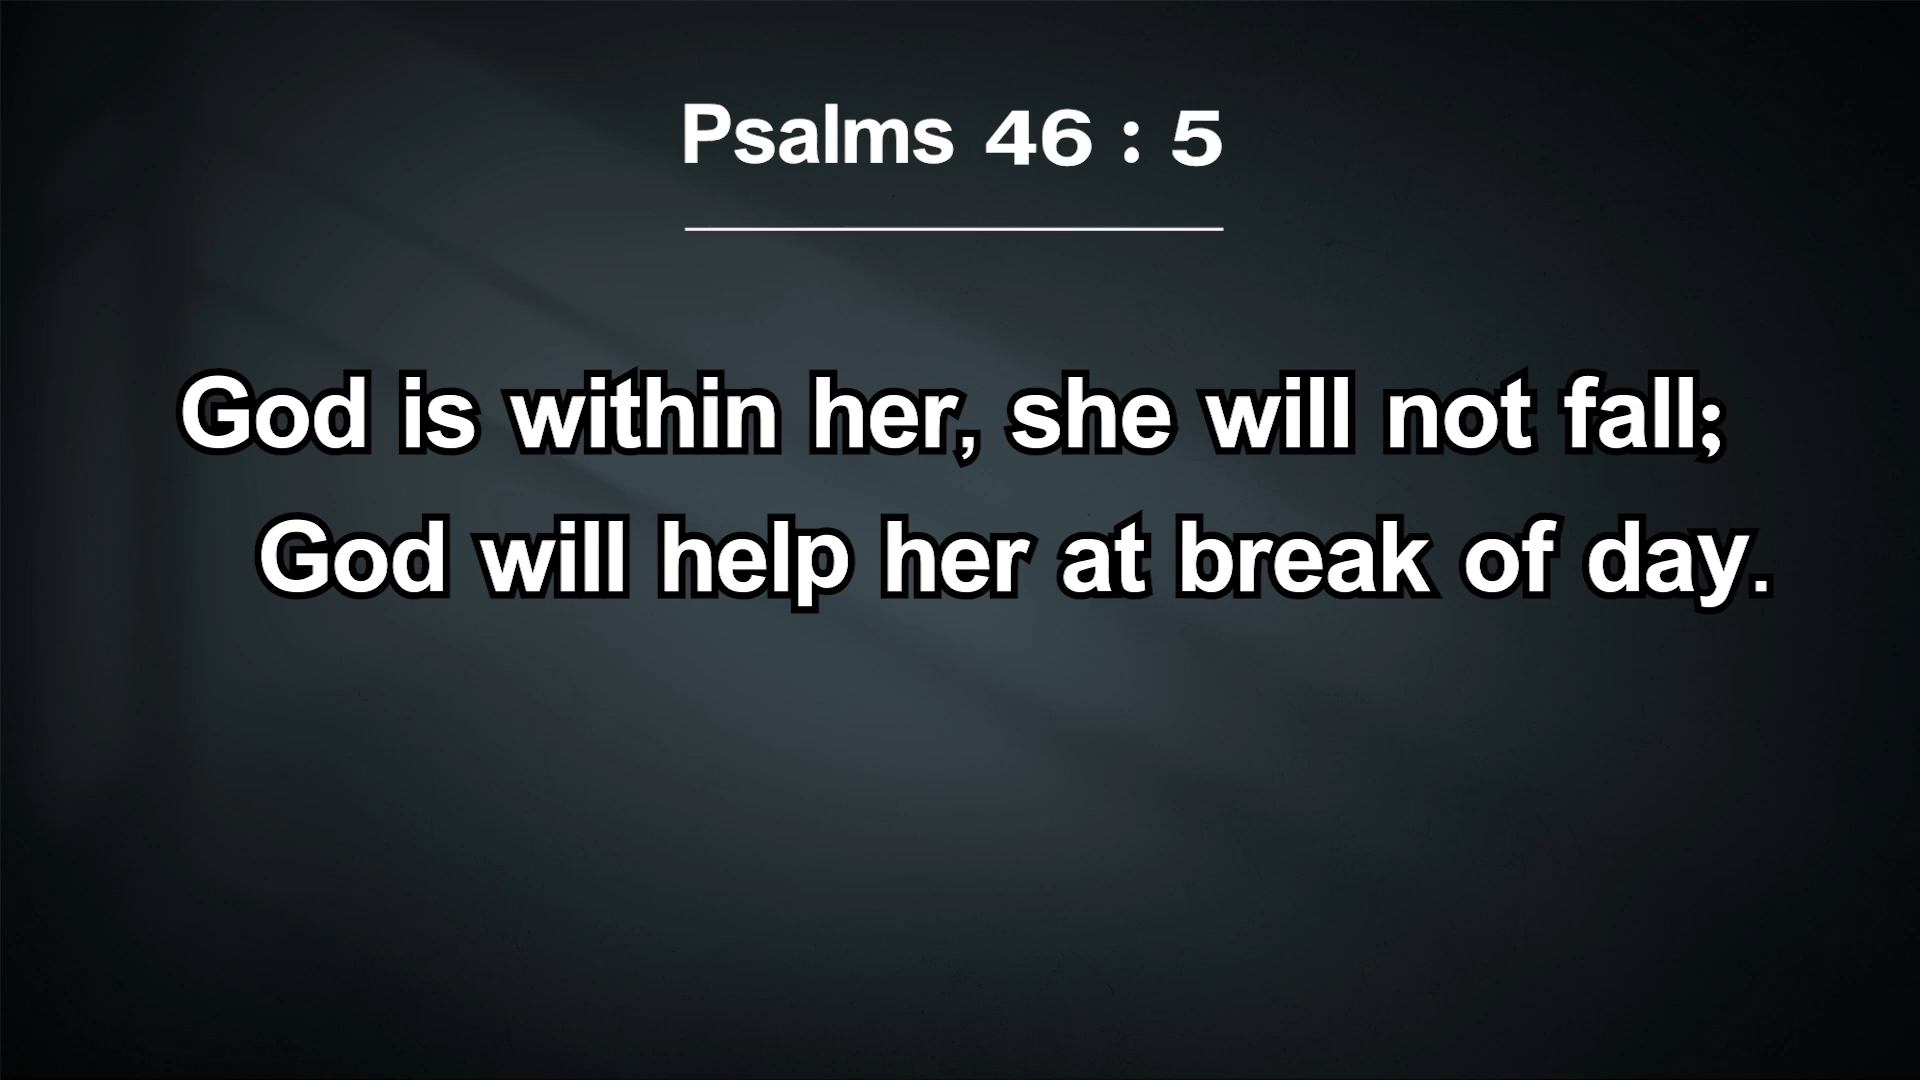 Psalms 46 : 5
God is within her, she will not fall;
God will help her at break of day.